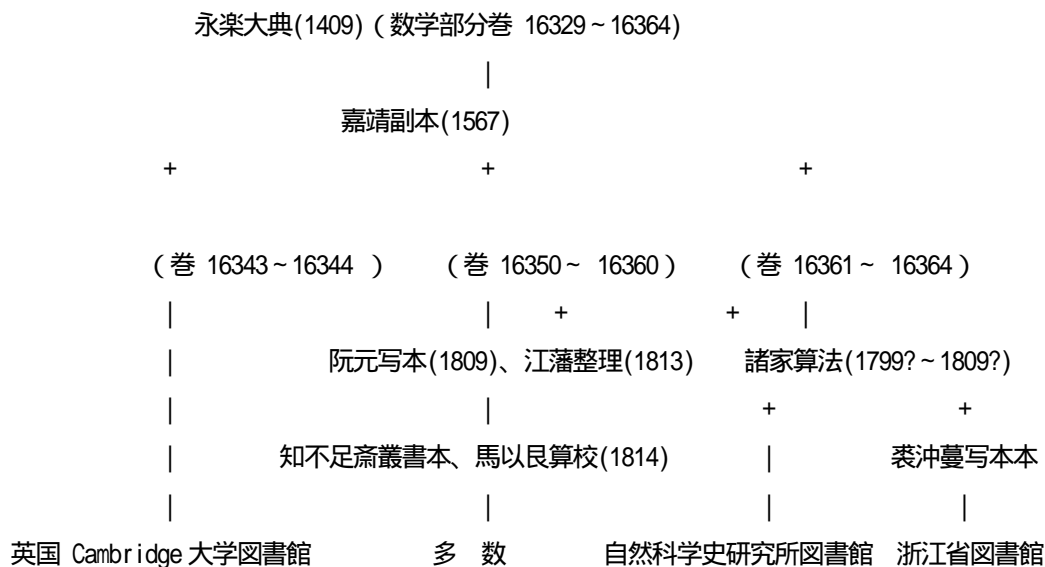 永楽大典(1409)(数学部分巻 16329~16364)
|
嘉靖副本(1567)
+ + +
(巻 16343~16344 ) (巻 16350~ 16360) (巻 16361~ 16364)
| | + + |
| 阮元写本(1809)、江藩整理(1813) 諸家算法(1799?~1809?)
| | + +
| 知不足斎叢書本、馬以艮算校(1814) | 裘沖蔓写本本
| | | |
英国 Cambridge 大学図書館 多 数 自然科学史研究所図書館 浙江省図書館